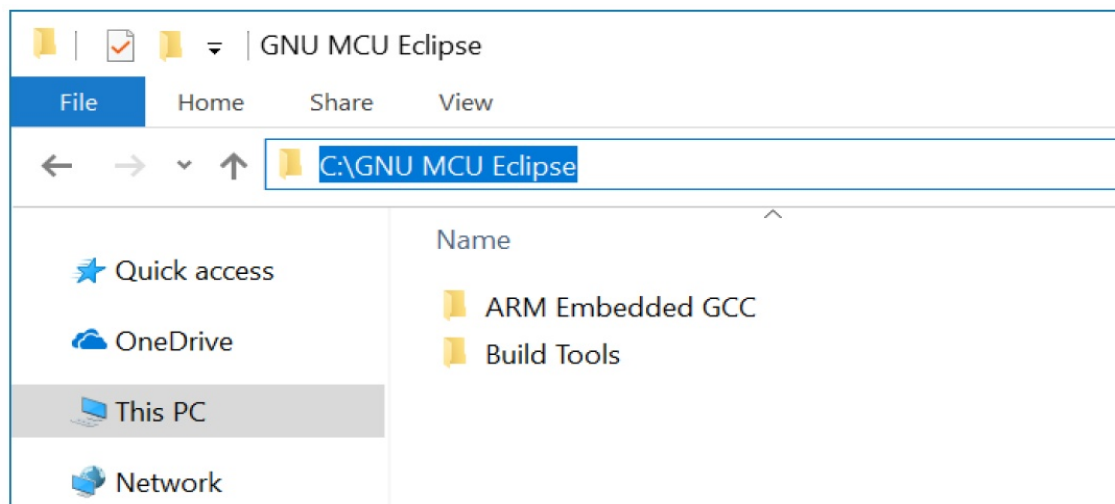 GNU MCU Eclipse
File Home Share View
C:\GNU MCU Eclipse
Name
Quick access
OneDrive
This PC
Network
ARM Embedded GCC
Build Tools